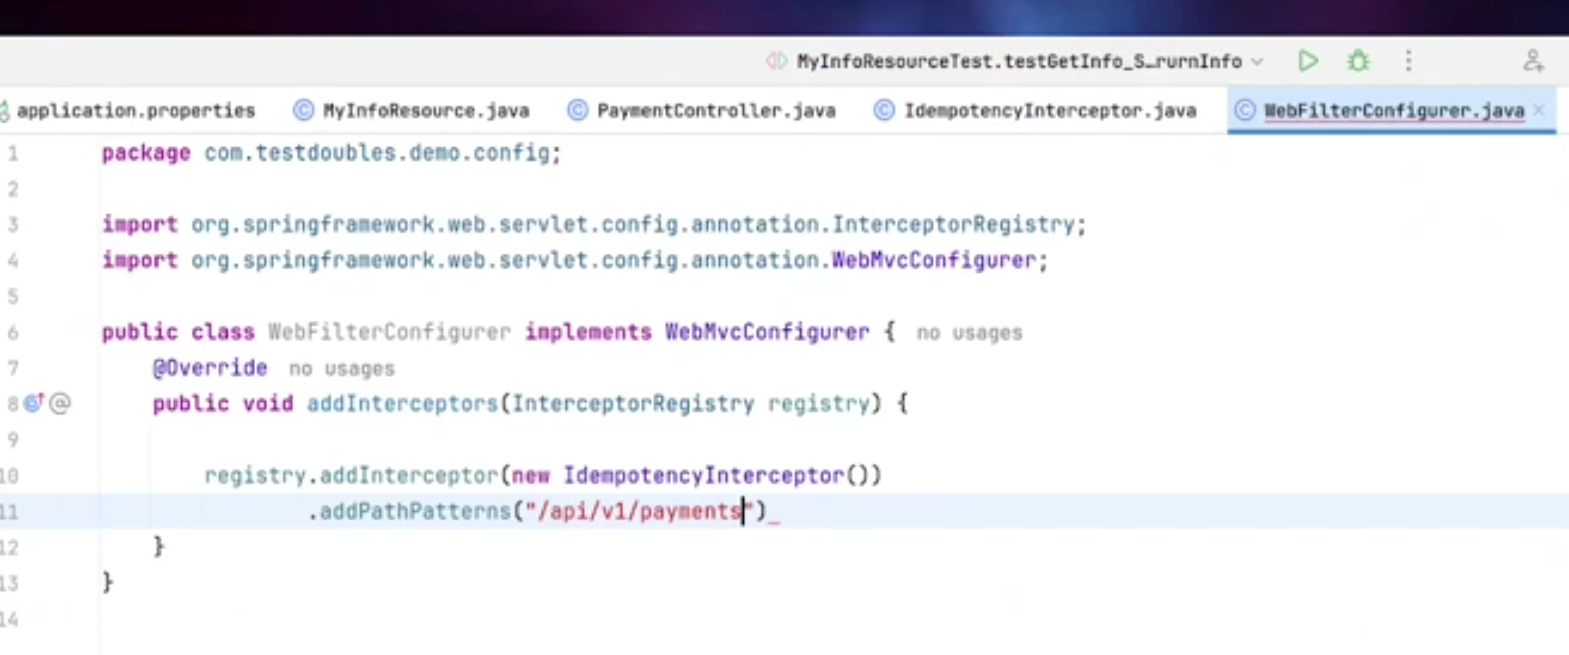 MyInfoResourceTest.testGetInfo_S…rurnInfo
application.properties MyInfoResource.java PaymentController.java IdempotencyInterceptor.java WebFilterConfigurer.java
1 package com.testdoubles.demo.config;
2
3 import org.springframework.web.servlet.config.annotation.InterceptorRegistry;
4 import org.springframework.web.servlet.config.annotation.WebMvcConfigurer;
5
6 public class WebFilterConfigurer implements WebMvcConfigurer { no usages
7 @Override no usages
8 public void addInterceptors(InterceptorRegistry registry) {
9
10 registry.addInterceptor(new IdempotencyInterceptor())
11 .addPathPatterns("/api/v1/payments")
12 }
13 }
14